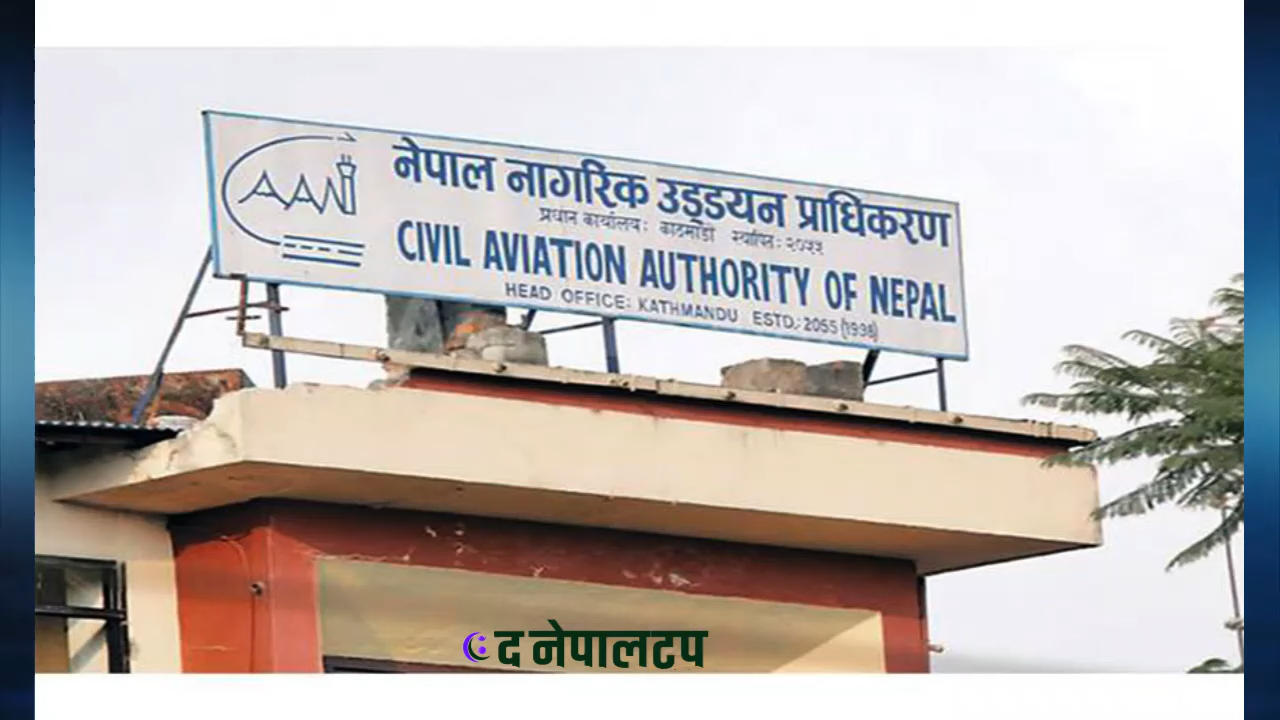 नेपाल नागरिक उड्डयन प्राधिकरण
प्रधान कार्यालय: काठमाडौं स्थापित: २०५५
CIVIL AVIATION AUTHORITY OF NEPAL
HEAD OFFICE: KATHMANDU ESTD.: 2055 (1998)
द नेपालटप